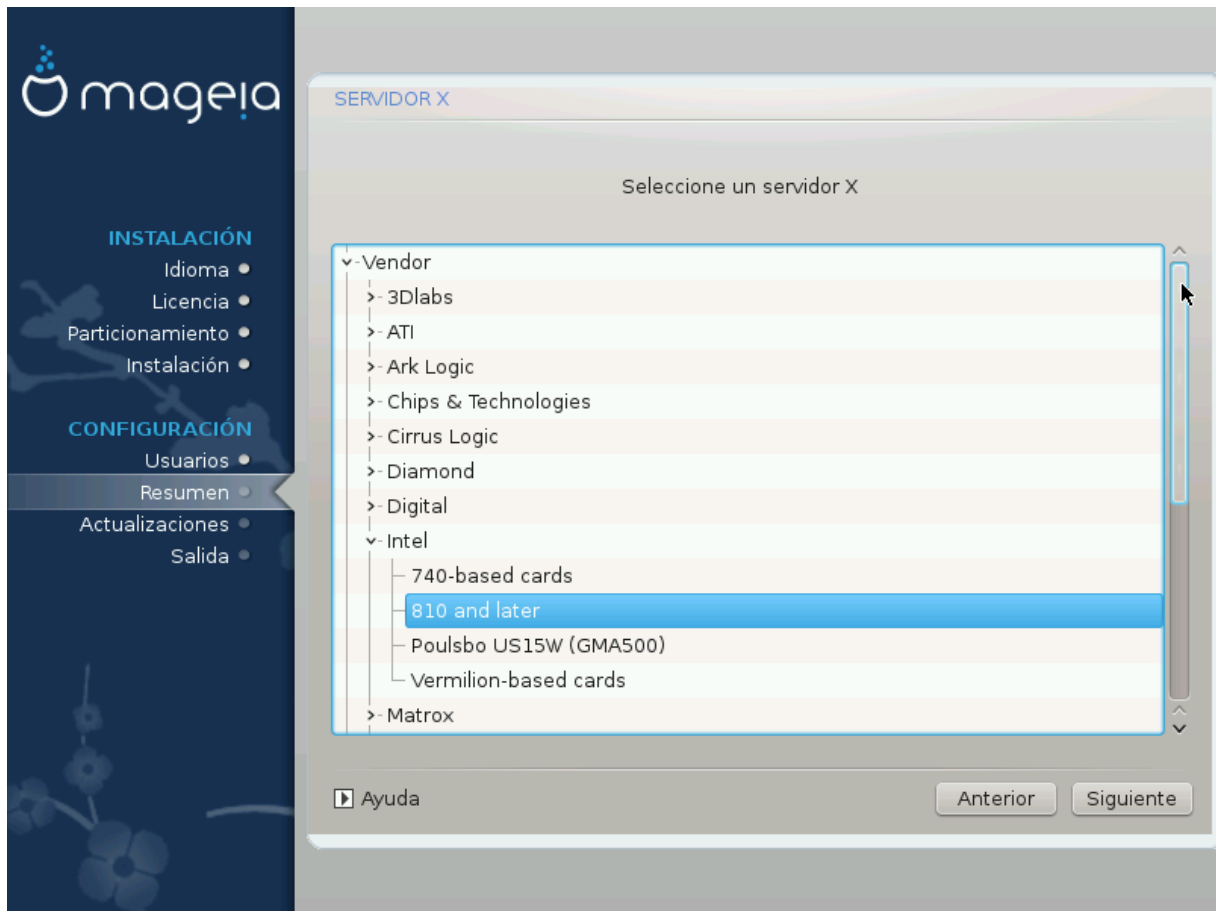 mageia
INSTALACIÓN
Idioma
Licencia
Particionamiento
Instalación
CONFIGURACIÓN
Usuarios
Resumen
Actualizaciones
Salida
SERVIDOR X
Seleccione un servidor X
Vendor
3Dlabs
ATI
Ark Logic
Chips & Technologies
Cirrus Logic
Diamond
Digital
Intel
740-based cards
810 and later
Poulsbo US15W (GMA500)
Vermilion-based cards
Matrox
Ayuda
Anterior
Siguiente